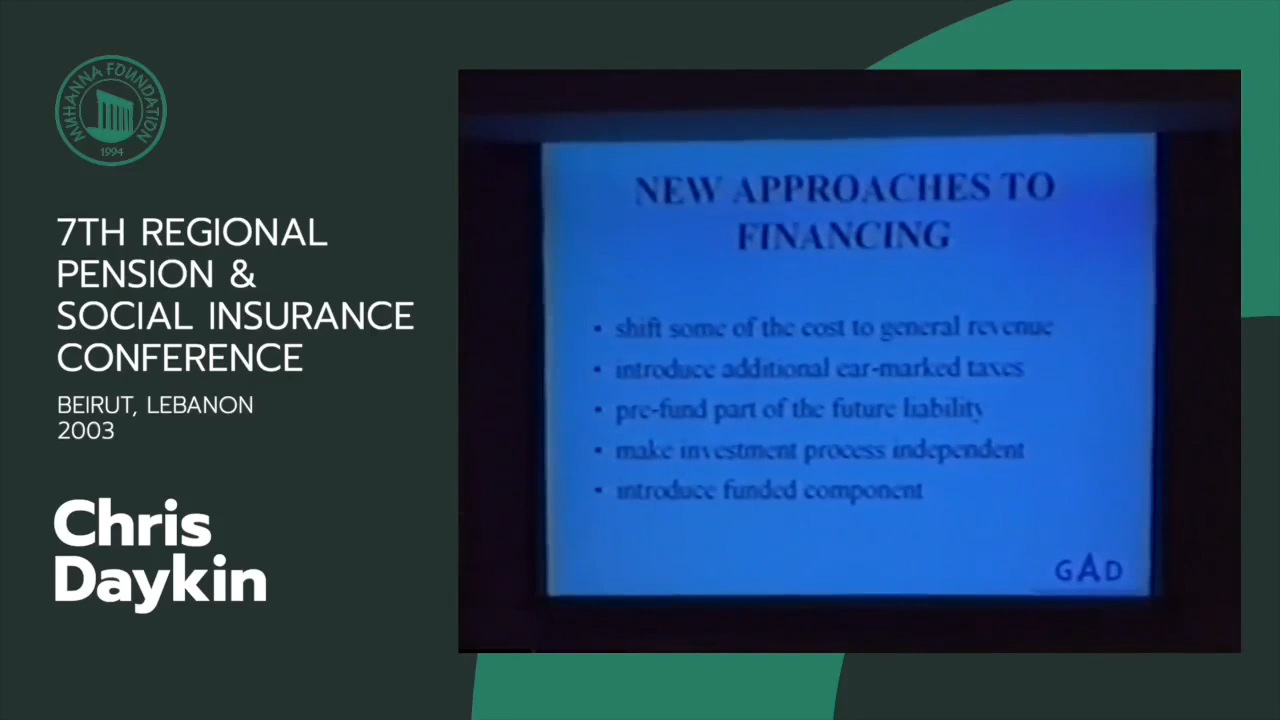 MUHANNA FOUNDATION
1994
7TH REGIONAL
PENSION &
SOCIAL INSURANCE
CONFERENCE
BEIRUT, LEBANON
2003
Chris
Daykin
NEW APPROACHES TO
FINANCING
• shift some of the cost to general revenue
• introduce additional ear-marked taxes
• pre-fund part of the future liability
• make investment process independent
• introduce funded component
GAD